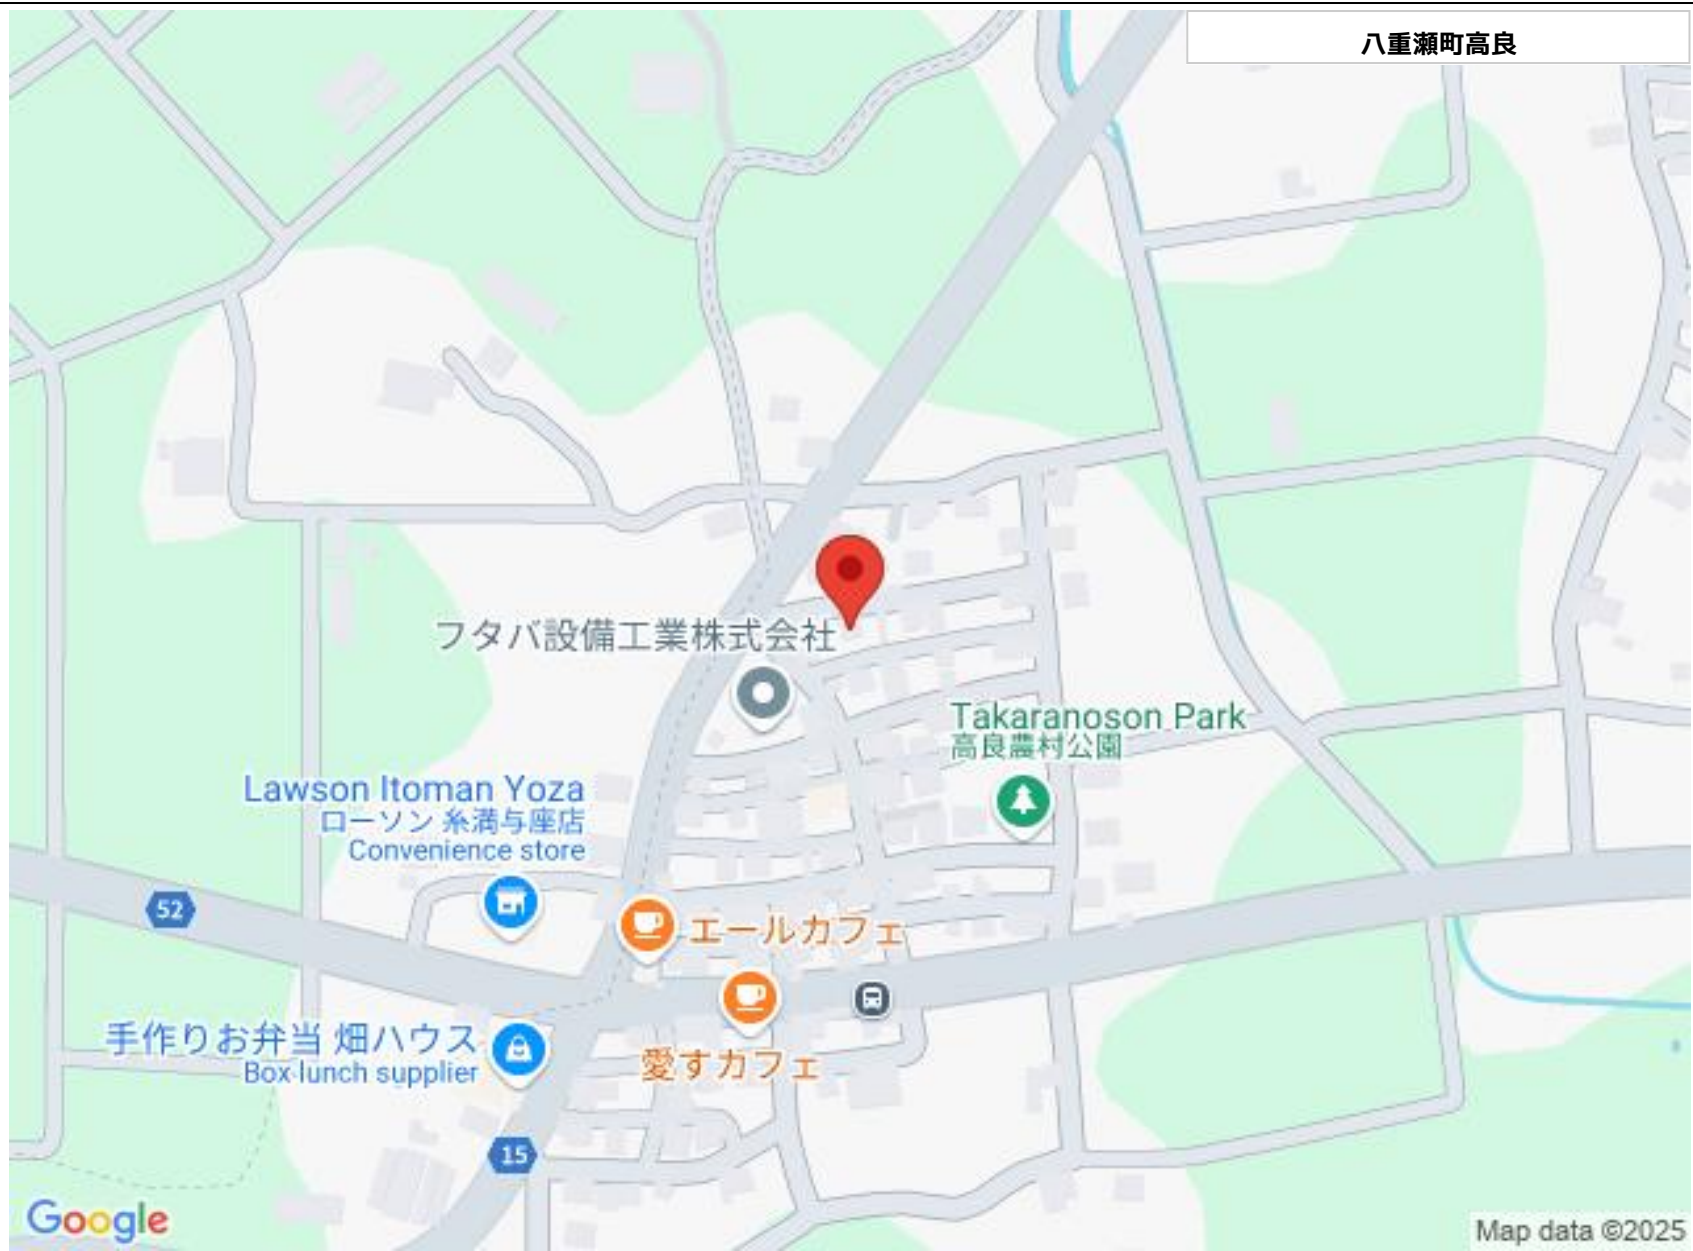 八重瀬町高良
フタバ設備工業株式会社
Takaranoson Park
高良農村公園
Lawson Itoman Yoza
ローソン 糸満与座店
Convenience store
52
エールカフェ
手作りお弁当 畑ハウス
Box lunch supplier
愛すカフェ
15
Google
Map data ©2025